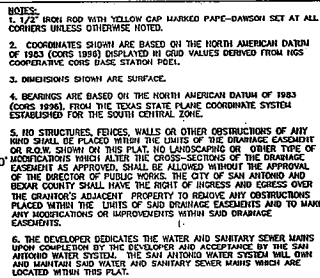 NOTES:
1. 1/2" IRON ROD WITH YELLOW CAP MARKED PAPE-DAWSON SET AT ALL
CORNERS UNLESS OTHERWISE NOTED.
2. COORDINATES SHOWN ARE BASED ON THE NORTH AMERICAN DATUM
OF 1983 (CORS 1996) DISPLAYED IN GRID VALUES DERIVED FROM NGS
COOPERATIVE CORS BASE STATION PDEI.
3. DIMENSIONS SHOWN ARE SURFACE.
4. BEARINGS ARE BASED ON THE NORTH AMERICAN DATUM OF 1983
(CORS 1996), FROM THE TEXAS STATE PLANE COORDINATE SYSTEM
ESTABLISHED FOR THE SOUTH CENTRAL ZONE.
5. NO STRUCTURES, FENCES, WALLS OR OTHER OBSTRUCTIONS OF ANY
KIND SHALL BE PLACED WITHIN THE LIMITS OF THE DRAINAGE EASEMENT
OR R.O.W. SHOWN ON THIS PLAT. NO LANDSCAPING OR OTHER TYPE OF
MODIFICATIONS WHICH ALTER THE CROSS-SECTIONS OF THE DRAINAGE
EASEMENT AS APPROVED, SHALL BE ALLOWED WITHOUT THE APPROVAL
OF THE DIRECTOR OF PUBLIC WORKS. THE CITY OF SAN ANTONIO AND
BEXAR COUNTY SHALL HAVE THE RIGHT OF INGRESS AND EGRESS OVER
THE GRANTOR'S ADJACENT PROPERTY TO REMOVE ANY OBSTRUCTIONS
PLACED WITHIN THE LIMITS OF SAID DRAINAGE EASEMENTS AND TO MAKE
ANY MODIFICATIONS OR IMPROVEMENTS WITHIN SAID DRAINAGE
EASEMENTS.
6. THE DEVELOPER DEDICATES THE WATER AND SANITARY SEWER MAINS
UPON COMPLETION BY THE DEVELOPER AND ACCEPTANCE BY THE SAN
ANTONIO WATER SYSTEM. THE SAN ANTONIO WATER SYSTEM WILL OWN
AND MAINTAIN SAID WATER AND SANITARY SEWER MAINS WHICH ARE
LOCATED WITHIN THIS PLAT.